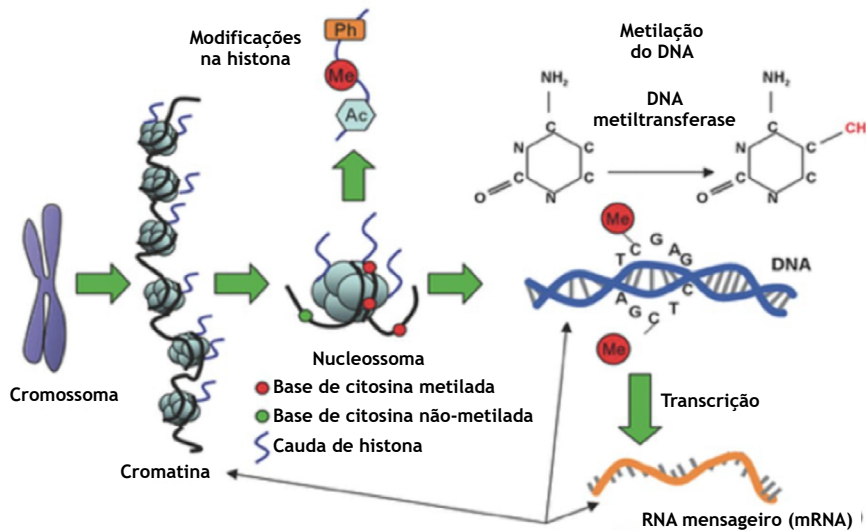 Modificações
na histona
Ph
Me
Ac
Metilação
do DNA
DNA
metiltransferase
NH₂
C
N
C
C
C
O
N
NH₂
C
CH
N
C
C
C
O
N
Me
T C G A G
DNA
A G C T C
Me
Cromossoma
Cromatina
Nucleossoma
Base de citosina metilada
Base de citosina não-metilada
Cauda de histona
Transcrição
RNA mensageiro (mRNA)